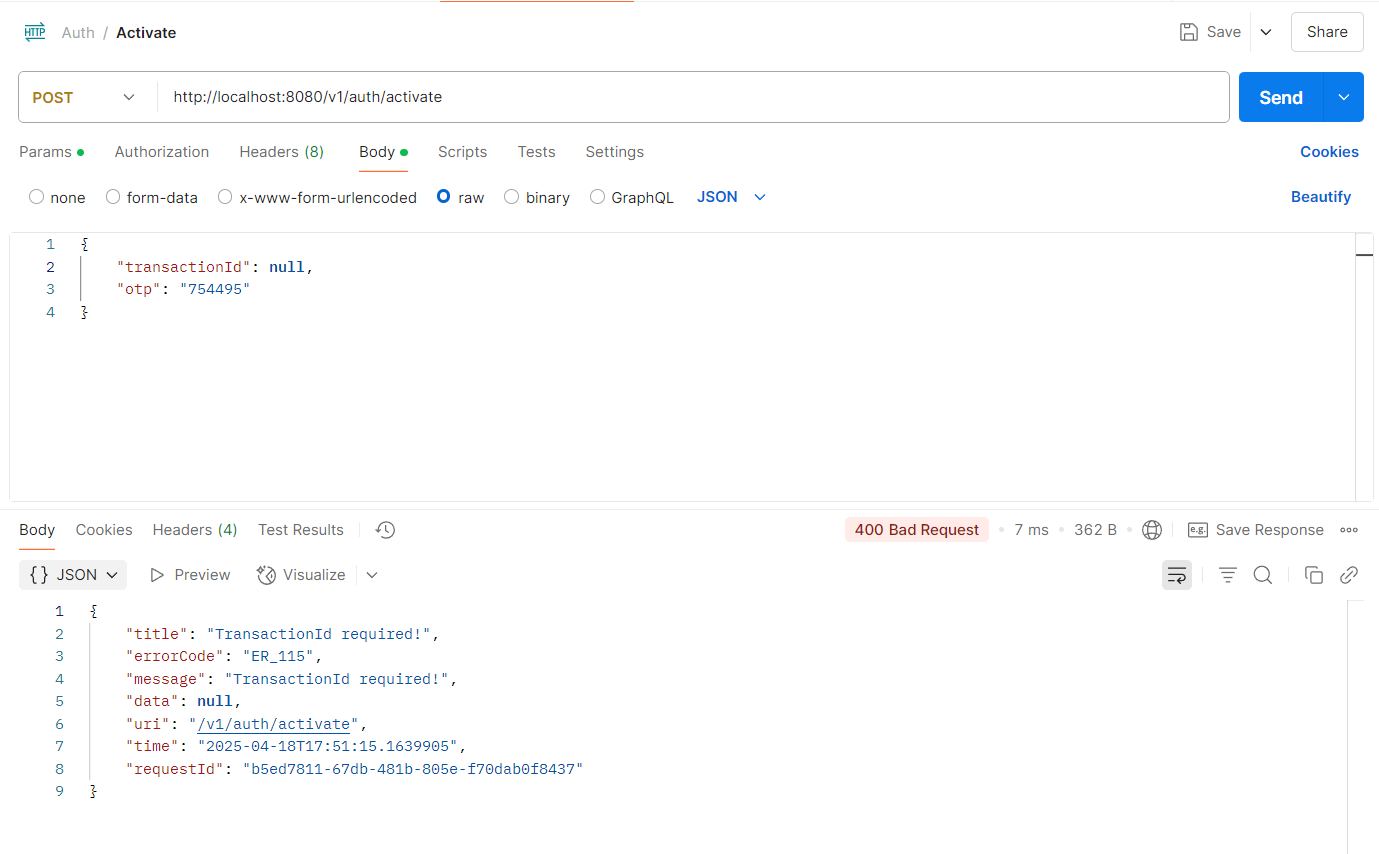 HTTP Auth / Activate Save Share
POST http://localhost:8080/v1/auth/activate Send
Params Authorization Headers (8) Body Scripts Tests Settings Cookies
none form-data x-www-form-urlencoded raw binary GraphQL JSON Beautify
1 {
2 "transactionId": null,
3 "otp": "754495"
4 }
Body Cookies Headers (4) Test Results 400 Bad Request 7 ms 362 B e.g. Save Response
{} JSON Preview Visualize
1 {
2 "title": "TransactionId required!",
3 "errorCode": "ER_115",
4 "message": "TransactionId required!",
5 "data": null,
6 "uri": "/v1/auth/activate",
7 "time": "2025-04-18T17:51:15.1639905",
8 "requestId": "b5ed7811-67db-481b-805e-f70dab0f8437"
9 }